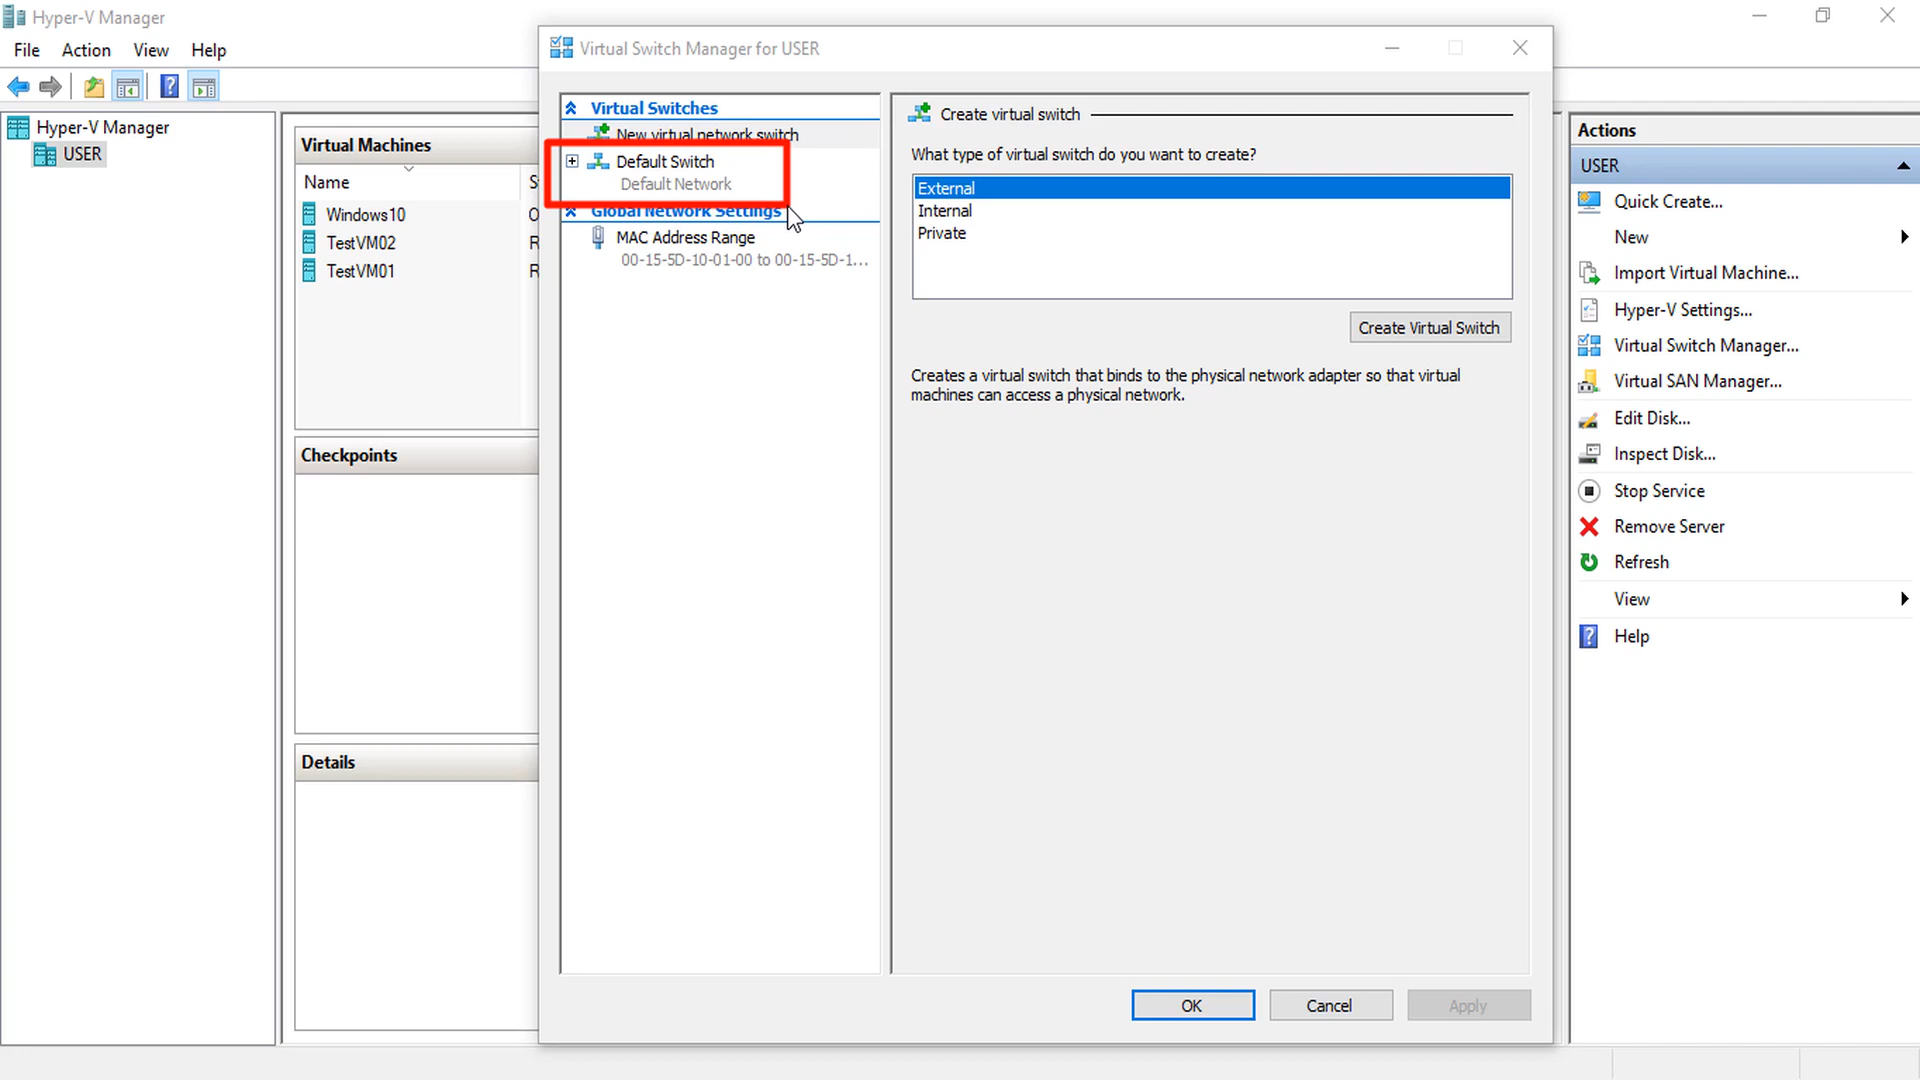 Hyper-V Manager
File Action View Help
Hyper-V Manager
USER
Virtual Machines
Name
Windows10
TestVM02
TestVM01
Checkpoints
Details
Virtual Switch Manager for USER
Virtual Switches
New virtual network switch
Default Switch
Default Network
Global Network Settings
MAC Address Range
00-15-5D-10-01-00 to 00-15-5D-1...
Create virtual switch
What type of virtual switch do you want to create?
External
Internal
Private
Create Virtual Switch
Creates a virtual switch that binds to the physical network adapter so that virtual
machines can access a physical network.
OK Cancel Apply
Actions
USER
Quick Create...
New
Import Virtual Machine...
Hyper-V Settings...
Virtual Switch Manager...
Virtual SAN Manager...
Edit Disk...
Inspect Disk...
Stop Service
Remove Server
Refresh
View
Help